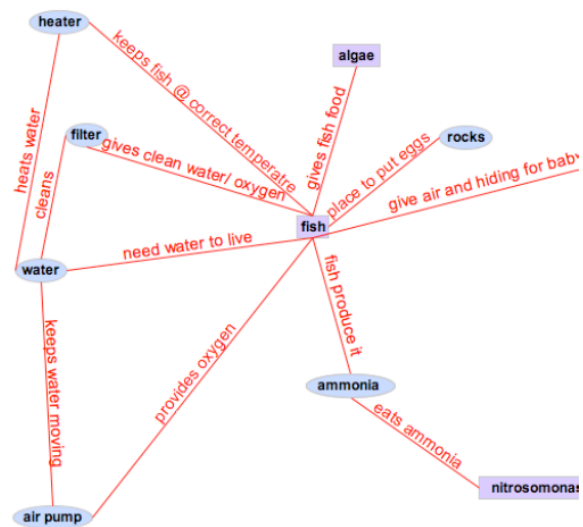 heater
keeps fish @ correct temperatre
algae
gives fish food
rocks
place to put eggs
give air and hiding for baby
filter
gives clean water/ oxygen
heats water
cleans
fish
water
need water to live
fish produce it
keeps water moving
provides oxygen
ammonia
eats ammonia
nitrosomonas
air pump